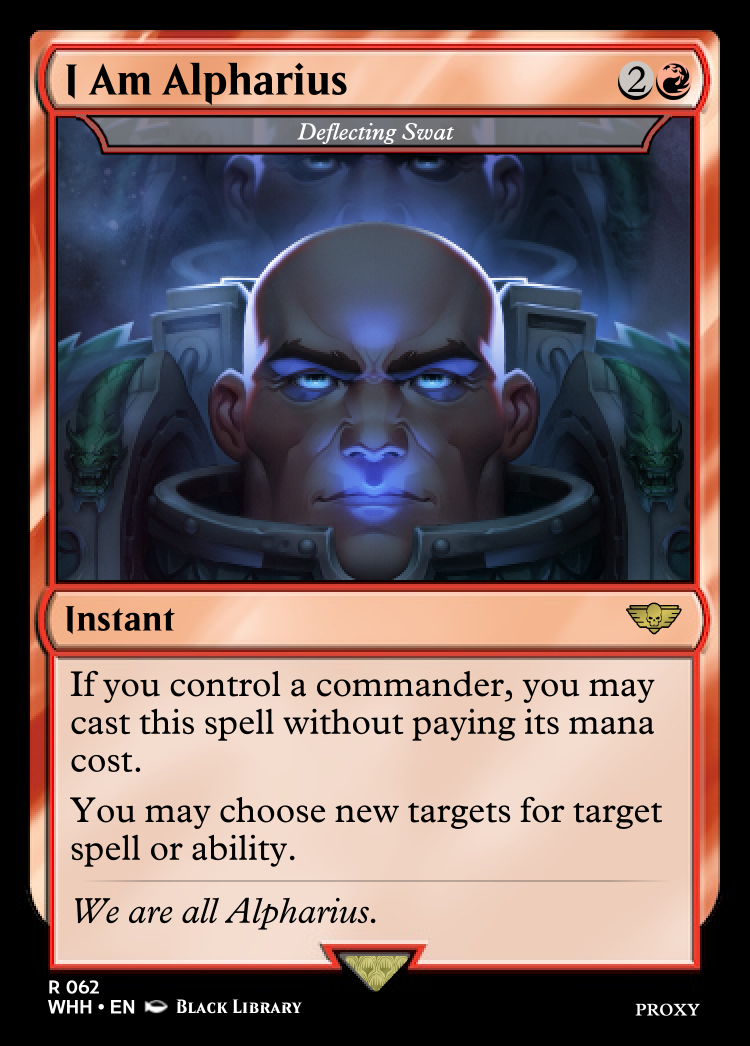 I Am Alpharius 2
Deflecting Swat
Instant
If you control a commander, you may
cast this spell without paying its mana
cost.
You may choose new targets for target
spell or ability.
We are all Alpharius.
R 062
WHH • EN Black Library
PROXY